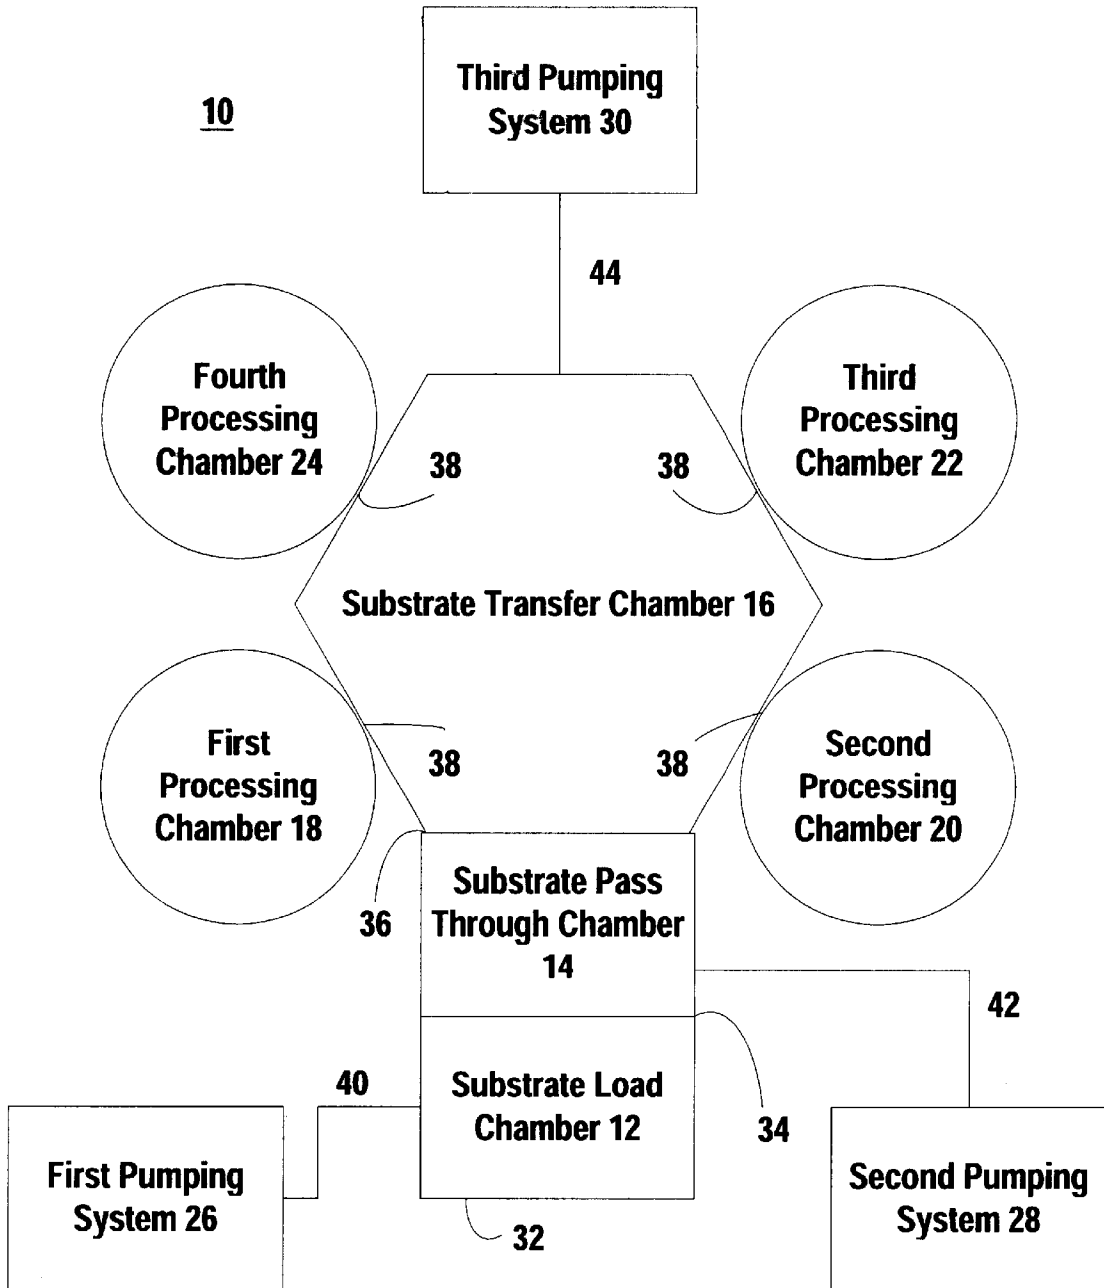 Third Pumping
System 30
10
44
Fourth
Processing
Chamber 24
Third
Processing
Chamber 22
38
38
Substrate Transfer Chamber 16
First
Processing
Chamber 18
38
38
Second
Processing
Chamber 20
36
Substrate Pass
Through Chamber
14
42
40
Substrate Load
Chamber 12
34
First Pumping
System 26
32
Second Pumping
System 28